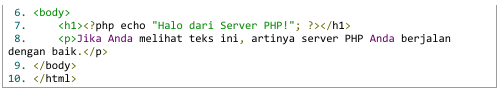 6. <body>
7.     <h1><?php echo "Halo dari Server PHP!"; ?></h1>
8.     <p>Jika Anda melihat teks ini, artinya server PHP Anda berjalan
dengan baik.</p>
9. </body>
10. </html>